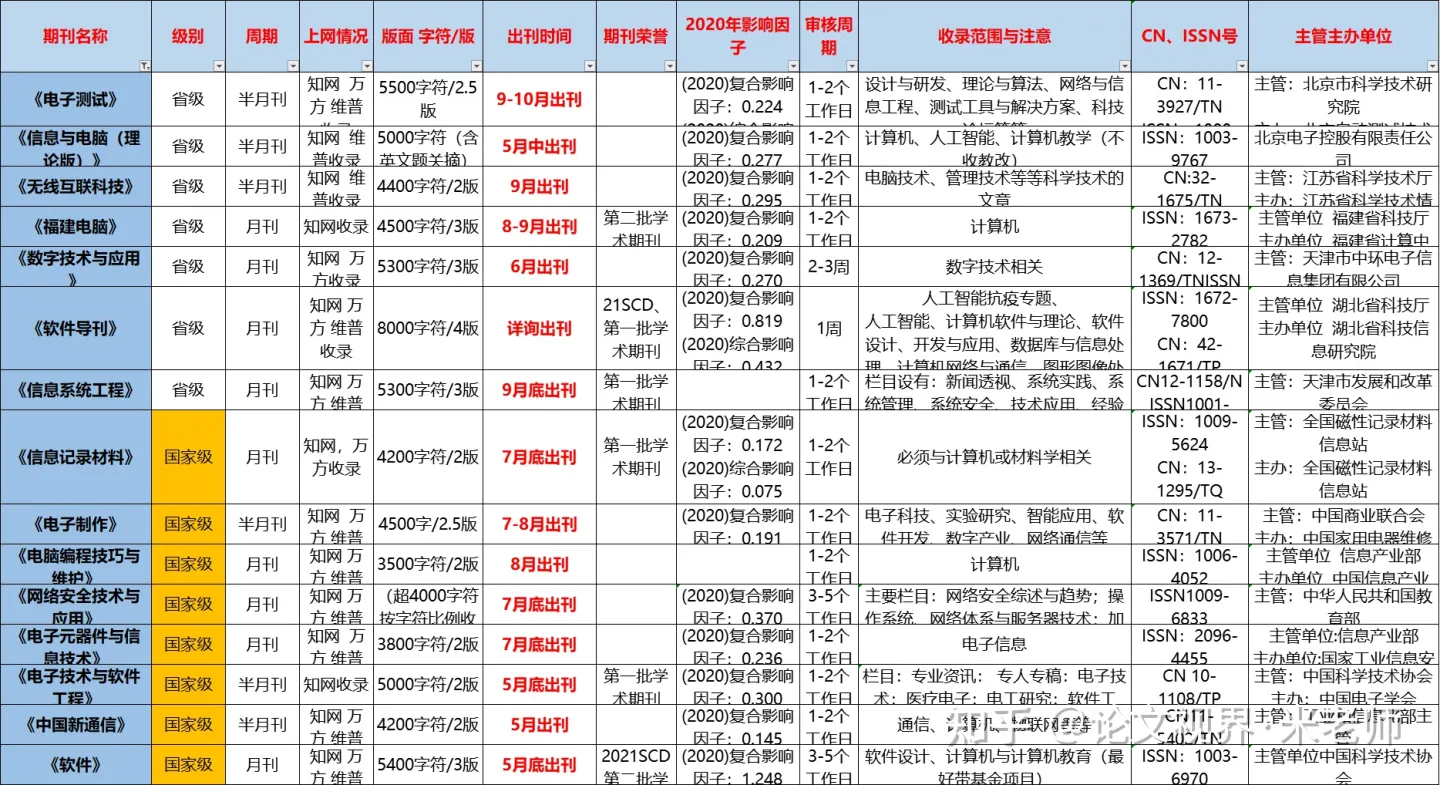 期刊名称 级别 周期 上网情况 版面 字符/版 出刊时间 期刊荣誉 2020年影响因子 审核周期 收录范围与注意 CN、ISSN号 主管主办单位
《电子测试》 省级 半月刊 知网 万方 维普 5500字符/2.5版 9-10月出刊 (2020)复合影响因子：0.224 1-2个工作日 设计与研发、理论与算法、网络与信息工程、测试工具与解决方案、科技 CN：11-3927/TN 主管：北京市科学技术研究院
《信息与电脑（理论版）》 省级 半月刊 知网 维普收录 5000字符（含英文题关摘） 5月中出刊 (2020)复合影响因子：0.277 1-2个工作日 计算机、人工智能、计算机教学（不收教改） ISSN：1003-9767 北京电子控股有限责任公司
《无线互联科技》 省级 半月刊 知网 维普收录 4400字符/2版 9月出刊 (2020)复合影响因子：0.295 1-2个工作日 电脑技术、管理技术等等科学技术的文章 CN:32-1675/TN 主管：江苏省科学技术厅 主办：江苏省科学技术情
《福建电脑》 省级 月刊 知网收录 4500字符/3版 8-9月出刊 第二批学术期刊 (2020)复合影响因子：0.209 1-2个工作日 计算机 ISSN：1673-2782 主管单位 福建省科技厅 主办单位 福建省计算中
《数字技术与应用》 省级 月刊 知网 万方收录 5300字符/3版 6月出刊 (2020)复合影响因子：0.270 2-3周 数字技术相关 CN：12-1369/TNISSN 主管：天津市中环电子信息集团有限公司
《软件导刊》 省级 月刊 知网 万方 维普收录 8000字符/4版 详询出刊 21SCD、第一批学术期刊 (2020)复合影响因子：0.819 (2020)综合影响因子：0.432 1周 人工智能抗疫专题、人工智能、计算机软件与理论、软件设计、开发与应用、数据库与信息处理、计算机网络与通信、图形图像处 ISSN：1672-7800 CN：42-1671/TP 主管单位 湖北省科技厅 主办单位 湖北省科技信息研究院
《信息系统工程》 省级 月刊 知网 万方 维普 5300字符/3版 9月底出刊 第一批学术期刊 1-2个工作日 栏目设有：新闻透视、系统实践、系统管理、系统安全、技术应用、经验 CN12-1158/N ISSN1001- 主管：天津市发展和改革委员会
《信息记录材料》 国家级 月刊 知网，万方收录 4200字符/2版 7月底出刊 第一批学术期刊 (2020)复合影响因子：0.172 (2020)综合影响因子：0.075 1-2个工作日 必须与计算机或材料学相关 ISSN：1009-5624 CN：13-1295/TQ 主管：全国磁性记录材料信息站 主办：全国磁性记录材料信息站
《电子制作》 国家级 半月刊 知网 万方 维普 4500字/2.5版 7-8月出刊 (2020)复合影响因子：0.191 1-2个工作日 电子科技、实验研究、智能应用、软件开发、数字产业、网络通信等 CN：11-3571/TN 主管：中国商业联合会 主办：中国家用电器维修
《电脑编程技巧与维护》 国家级 月刊 知网 万方 维普 3500字符/2版 8月出刊 1-2个工作日 计算机 ISSN：1006-4052 主管单位 信息产业部 主办单位 中国信息产业
《网络安全技术与应用》 国家级 月刊 知网 万方 维普 （超4000字符按字符比例收 7月底出刊 (2020)复合影响因子：0.370 3-5个工作日 主要栏目：网络安全综述与趋势；操作系统、网络体系与服务器技术；加 ISSN1009-6833 主管：中华人民共和国教育部
《电子元器件与信息技术》 国家级 月刊 知网 万方 维普 3800字符/2版 7月底出刊 (2020)复合影响因子：0.236 1-2个工作日 电子信息 ISSN：2096-4455 主管单位:信息产业部 主办单位:国家工业信息安
《电子技术与软件工程》 国家级 半月刊 知网收录 5000字符/2版 5月底出刊 第一批学术期刊 (2020)复合影响因子：0.300 1-2个工作日 栏目：专业资讯： 专人专稿：电子技术：医疗电子：电工研究：软件工 CN 10-1108/TP 主管：中国科学技术协会 主办：中国电子学会
《中国新通信》 国家级 半月刊 知网 万方 维普 4200字符/2版 5月出刊 (2020)复合影响因子：0.145 1-2个工作日 通信、计算机、物联网等等 CN11-5402/TN 主管：工业和信息化部主管
《软件》 国家级 月刊 知网 万方 维普 5400字符/3版 5月底出刊 2021SCD 第二批学 (2020)复合影响因子：1.248 3-5个工作日 软件设计、计算机与计算机教育（最好带基金项目） ISSN：1003-6970 主管单位中国科学技术协会
知乎 @论文视界·宋老师